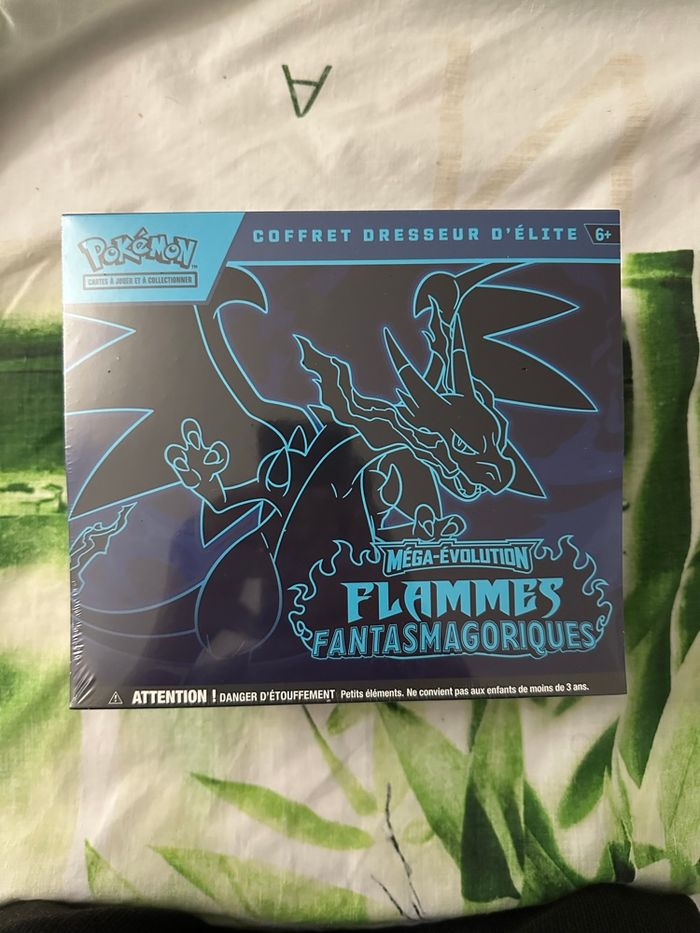 A
POKéMON™
CARTES À JOUER ET À COLLECTIONNER
COFFRET DRESSEUR D'ÉLITE
6+
MÉGA-ÉVOLUTION
FLAMMES
FANTASMAGORIQUES
ATTENTION ! DANGER D'ÉTOUFFEMENT Petits éléments. Ne convient pas aux enfants de moins de 3 ans.